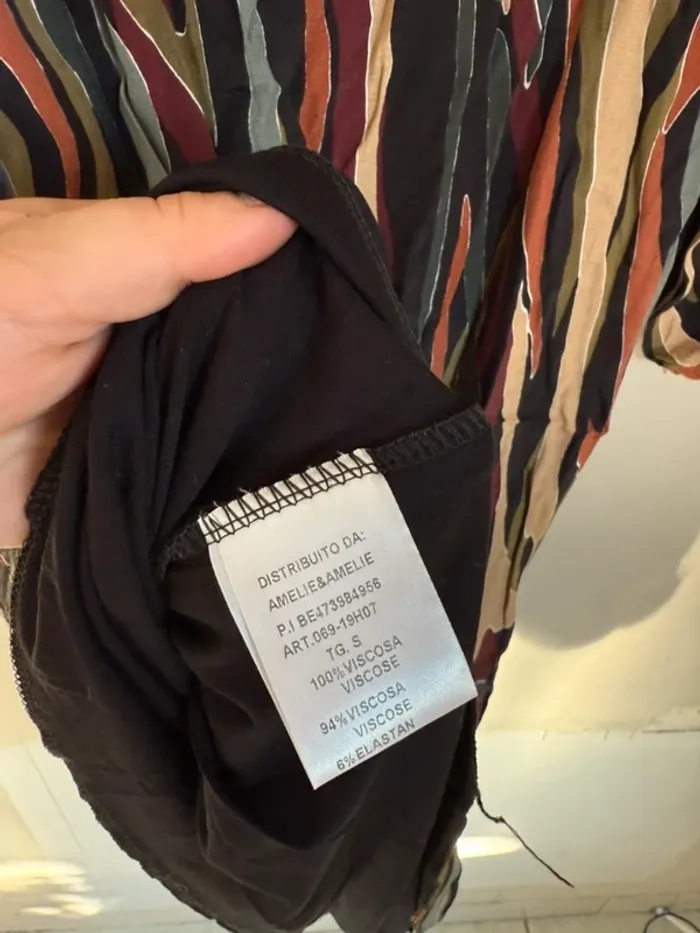 DISTRIBUITO DA:
AMELIE&AMELIE
P.I BE473984956
ART.069-19H07
TG. S
100%VISCOSA
VISCOSE
94%VISCOSA
VISCOSE
6%ELASTAN